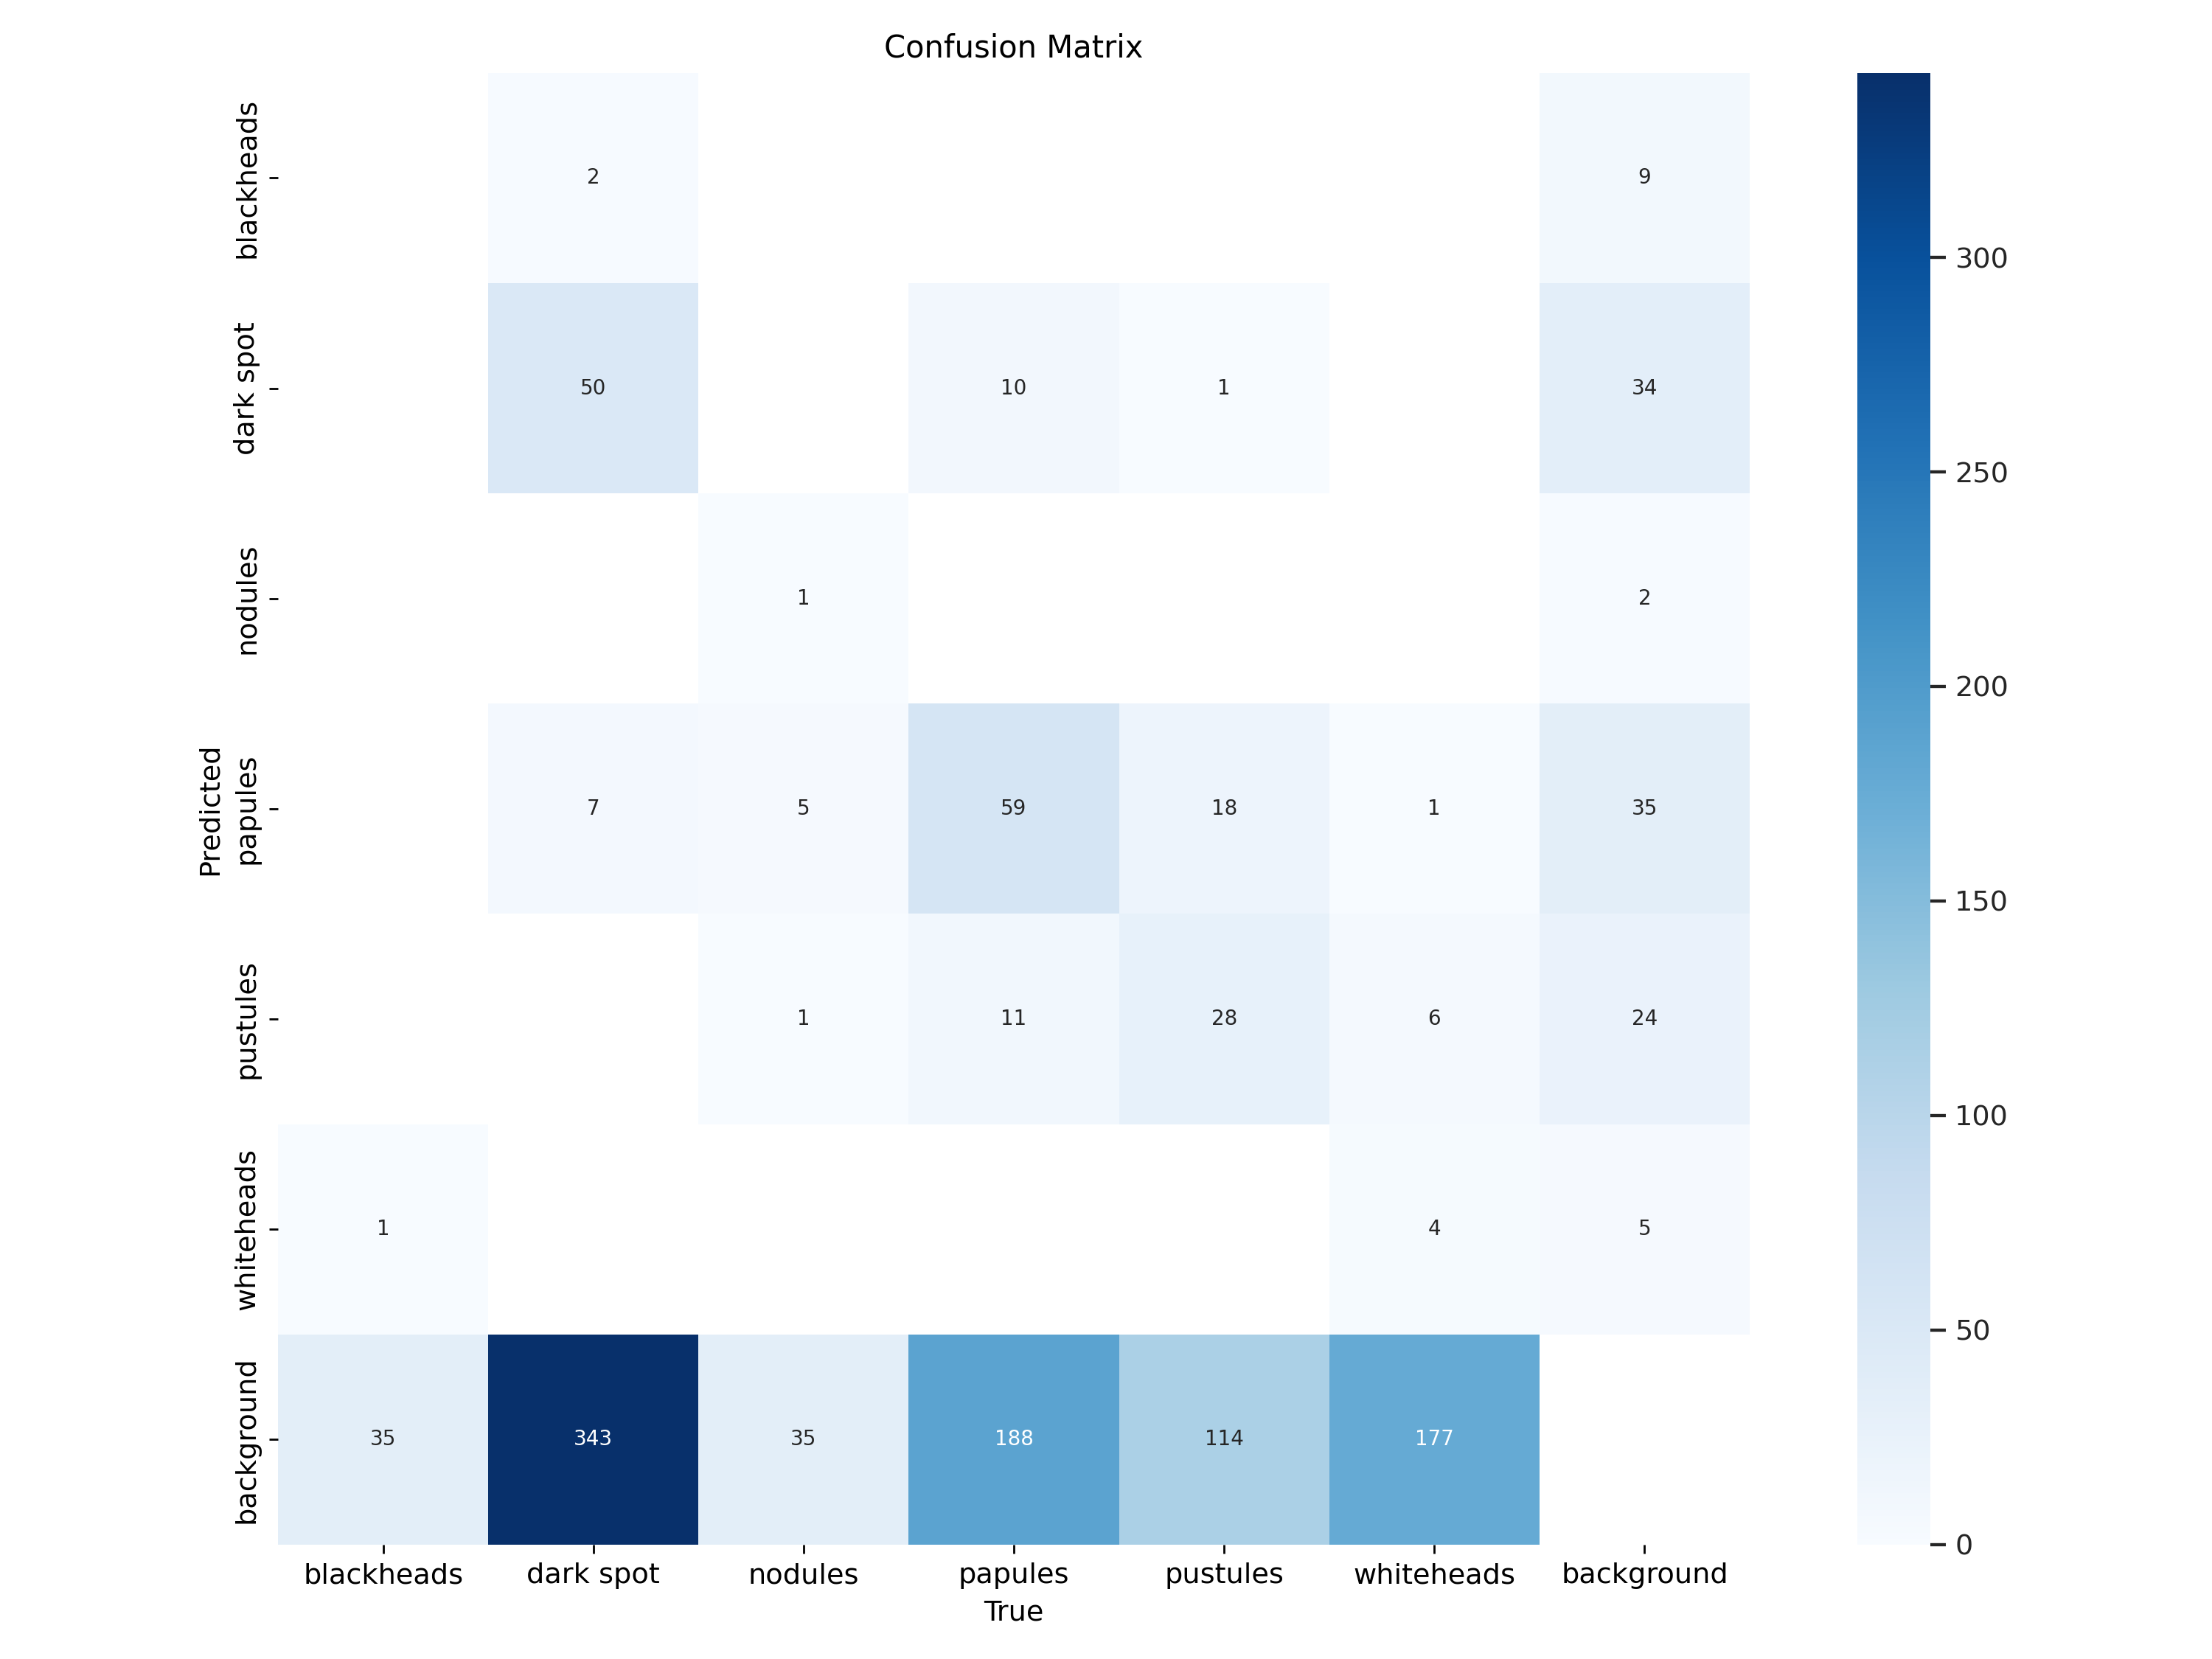 Confusion Matrix
blackheads
2
9
300
dark spot
50
10
1
34
250
nodules
1
2
200
Predicted
papules
7
5
59
18
1
35
150
pustules
1
11
28
6
24
100
whiteheads
1
4
5
50
background
35
343
35
188
114
177
0
blackheads
dark spot
nodules
papules
pustules
whiteheads
background
True